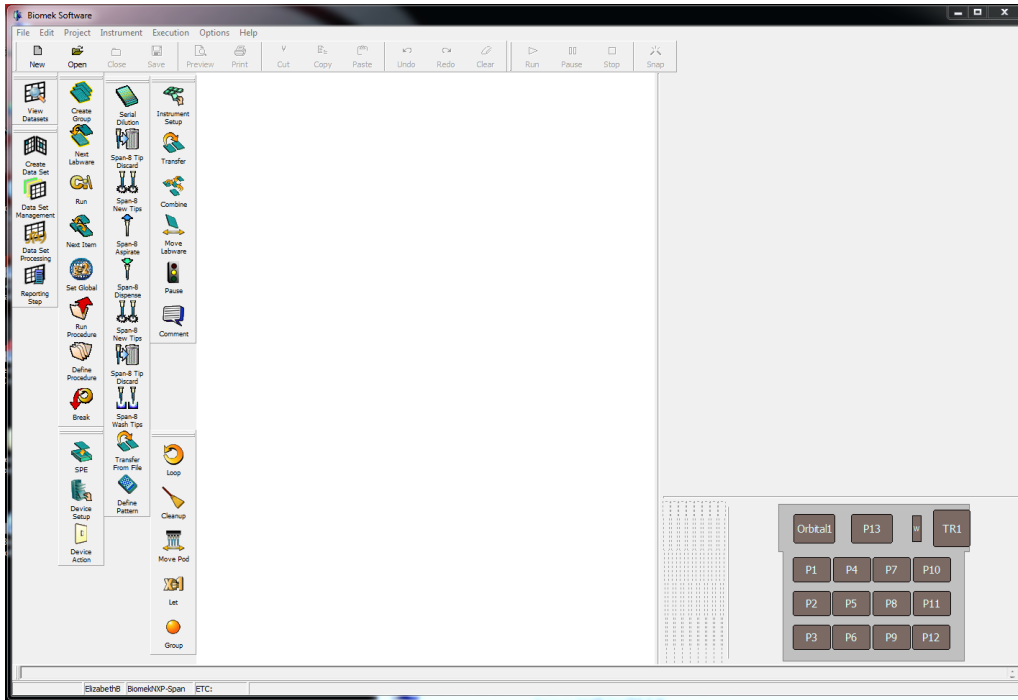 Biomek Software
File Edit Project Instrument Execution Options Help
New Open Close Save Preview Print Cut Copy Paste Undo Redo Clear Run Pause Stop Snap
View
Datasets
Create
Data Set
Data Set
Management
Data Set
Processing
Reporting
Step
Create
Group
Next
Labware
C:\
Run
Next Item
Set Global
Run
Procedure
Define
Procedure
Break
SPE
Device
Setup
Device
Action
Serial
Dilution
Span-8 Tip
Discard
Span-8
New Tips
Span-8
Aspirate
Span-8
Dispense
Span-8
New Tips
Span-8 Tip
Discard
Span-8
Wash Tips
Transfer
From File
Define
Pattern
Instrument
Setup
Transfer
Combine
Move
Labware
Pause
Comment
Loop
Cleanup
Move Pod
Let
Group
Orbital1 P13 W TR1
P1 P4 P7 P10
P2 P5 P8 P11
P3 P6 P9 P12
ElizabethB BiomekNXP-Span ETC: